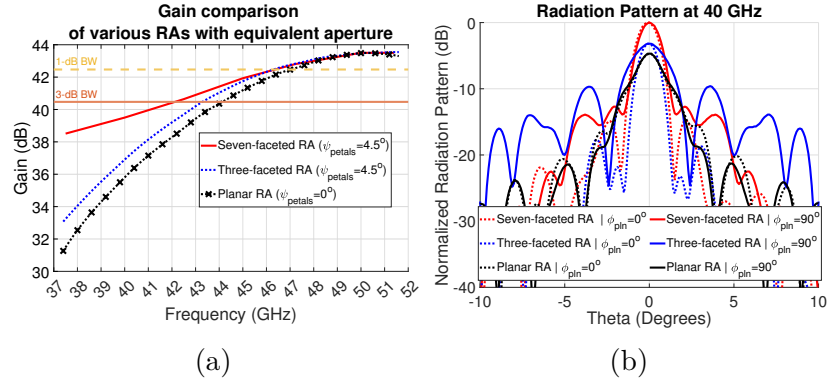 Gain comparison
of various RAs with equivalent aperture
44
42
40
38
36
34
32
30
Gain (dB)
1-dB BW
3-dB BW
Seven-faceted RA (ψpetals=4.5°)
Three-faceted RA (ψpetals=4.5°)
Planar RA (ψpetals=0°)
37 38 39 40 41 42 43 44 45 46 47 48 49 50 51 52
Frequency (GHz)
(a)
Radiation Pattern at 40 GHz
0
-10
-20
-30
-40
Normalized Radiation Pattern (dB)
Seven-faceted RA | ϕpln=0° Seven-faceted RA | ϕpln=90°
Three-faceted RA | ϕpln=0° Three-faceted RA | ϕpln=90°
Planar RA | ϕpln=0° Planar RA | ϕpln=90°
-10 -5 0 5 10
Theta (Degrees)
(b)